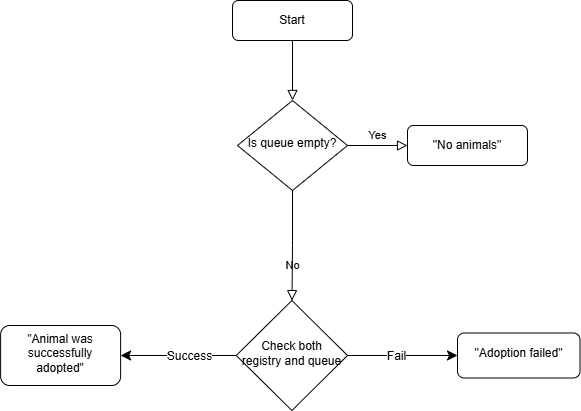 Start
Is queue empty?
Yes
"No animals"
No
"Animal was
successfully
adopted"
Success
Check both
registry and queue
Fail
"Adoption failed"